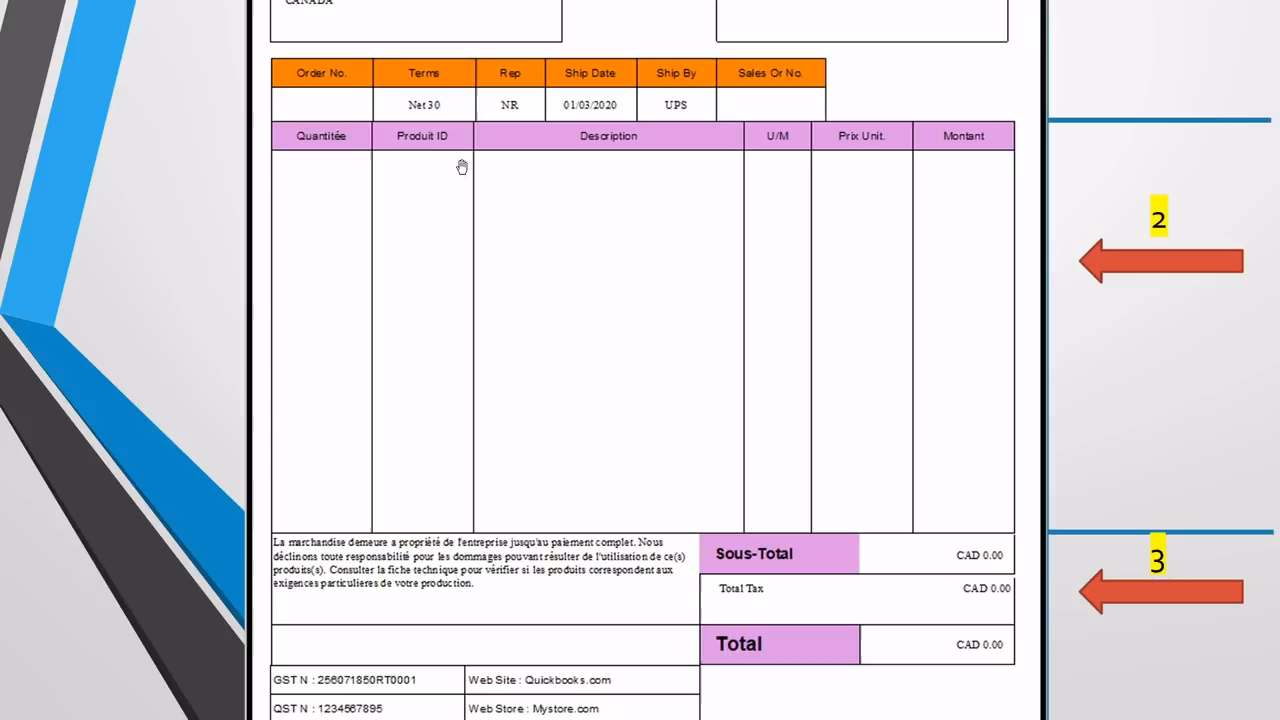 CANADA
Order No. Terms Rep Ship Date Ship By Sales Or No.
Net 30 NR 01/03/2020 UPS
Quantitée Produit ID Description U/M Prix Unit. Montant
2
La marchandise demeure a propriété de l'entreprise jusqu'au paiement complet. Nous
déclinons toute responsabilité pour les dommages pouvant résulter de l'utilisation de ce(s)
produits(s). Consulter la fiche technique pour vérifier si les produits correspondent aux
exigences particulieres de votre production.
Sous-Total CAD 0.00
3
Total Tax CAD 0.00
Total CAD 0.00
GST N : 256071850RT0001 Web Site : Quickbooks.com
QST N : 1234567895 Web Store : Mystore.com